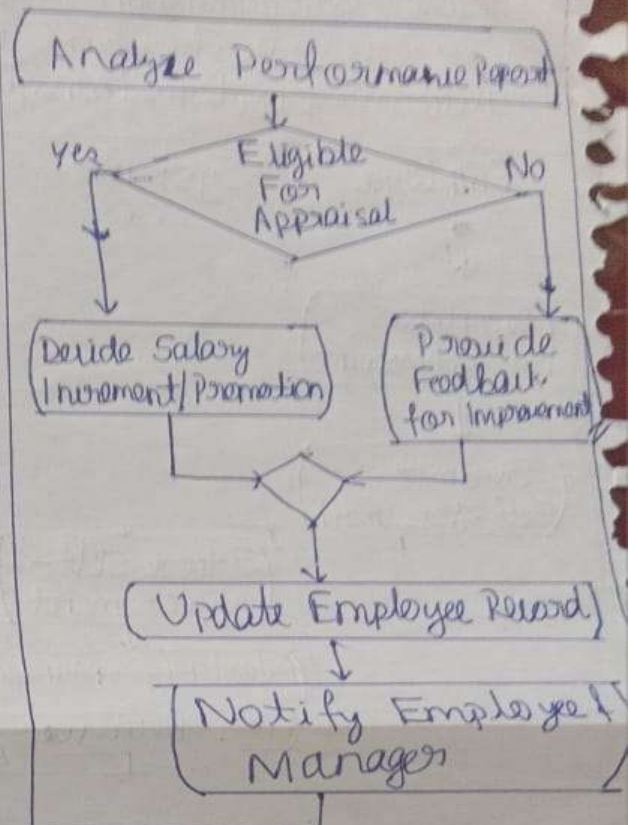 Analyze Performance Report
Yes
Eligible
No
For
Appraisal
Decide Salary
Increment/Promotion
Provide
Feedback
for Improvement
Update Employee Record
Notify Employee &
Manager